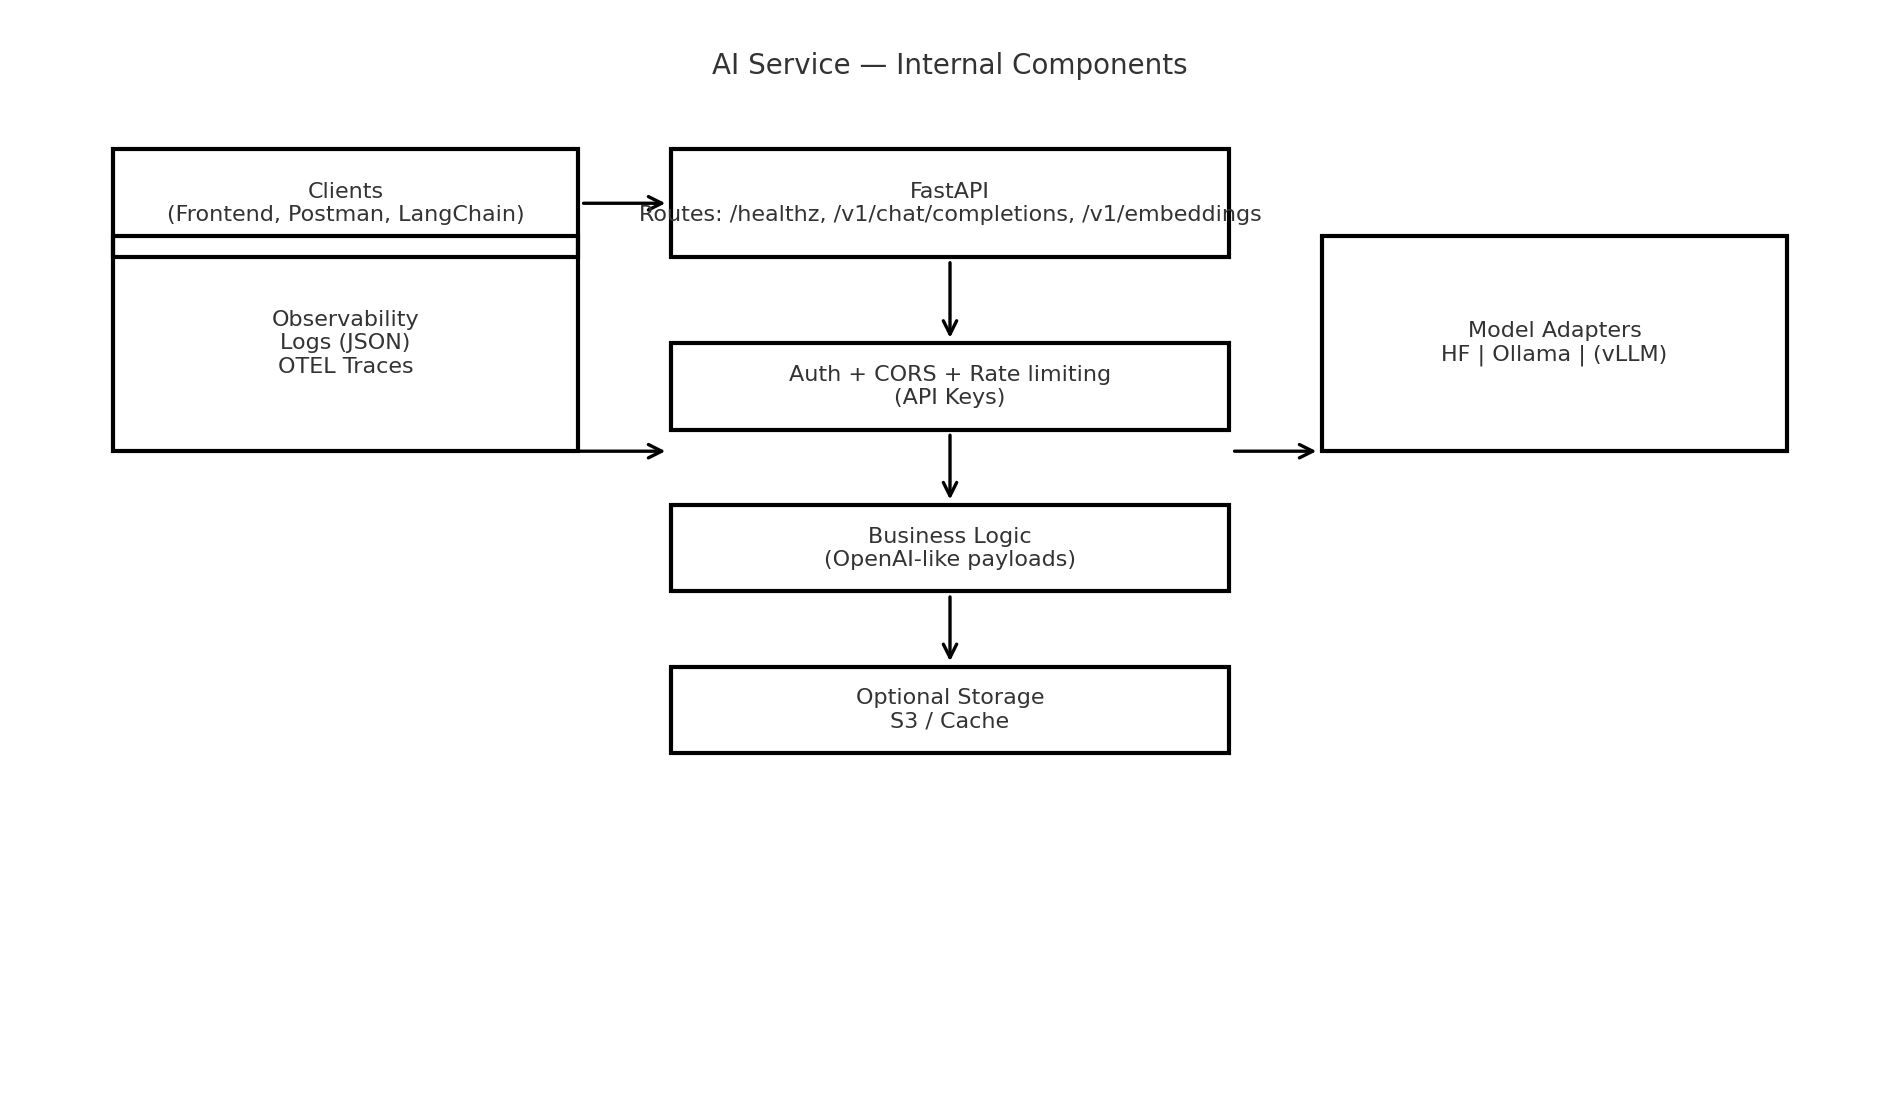 AI Service — Internal Components
Clients
(Frontend, Postman, LangChain)
FastAPI
Routes: /healthz, /v1/chat/completions, /v1/embeddings
Observability
Logs (JSON)
OTEL Traces
Auth + CORS + Rate limiting
(API Keys)
Model Adapters
HF | Ollama | (vLLM)
Business Logic
(OpenAI-like payloads)
Optional Storage
S3 / Cache